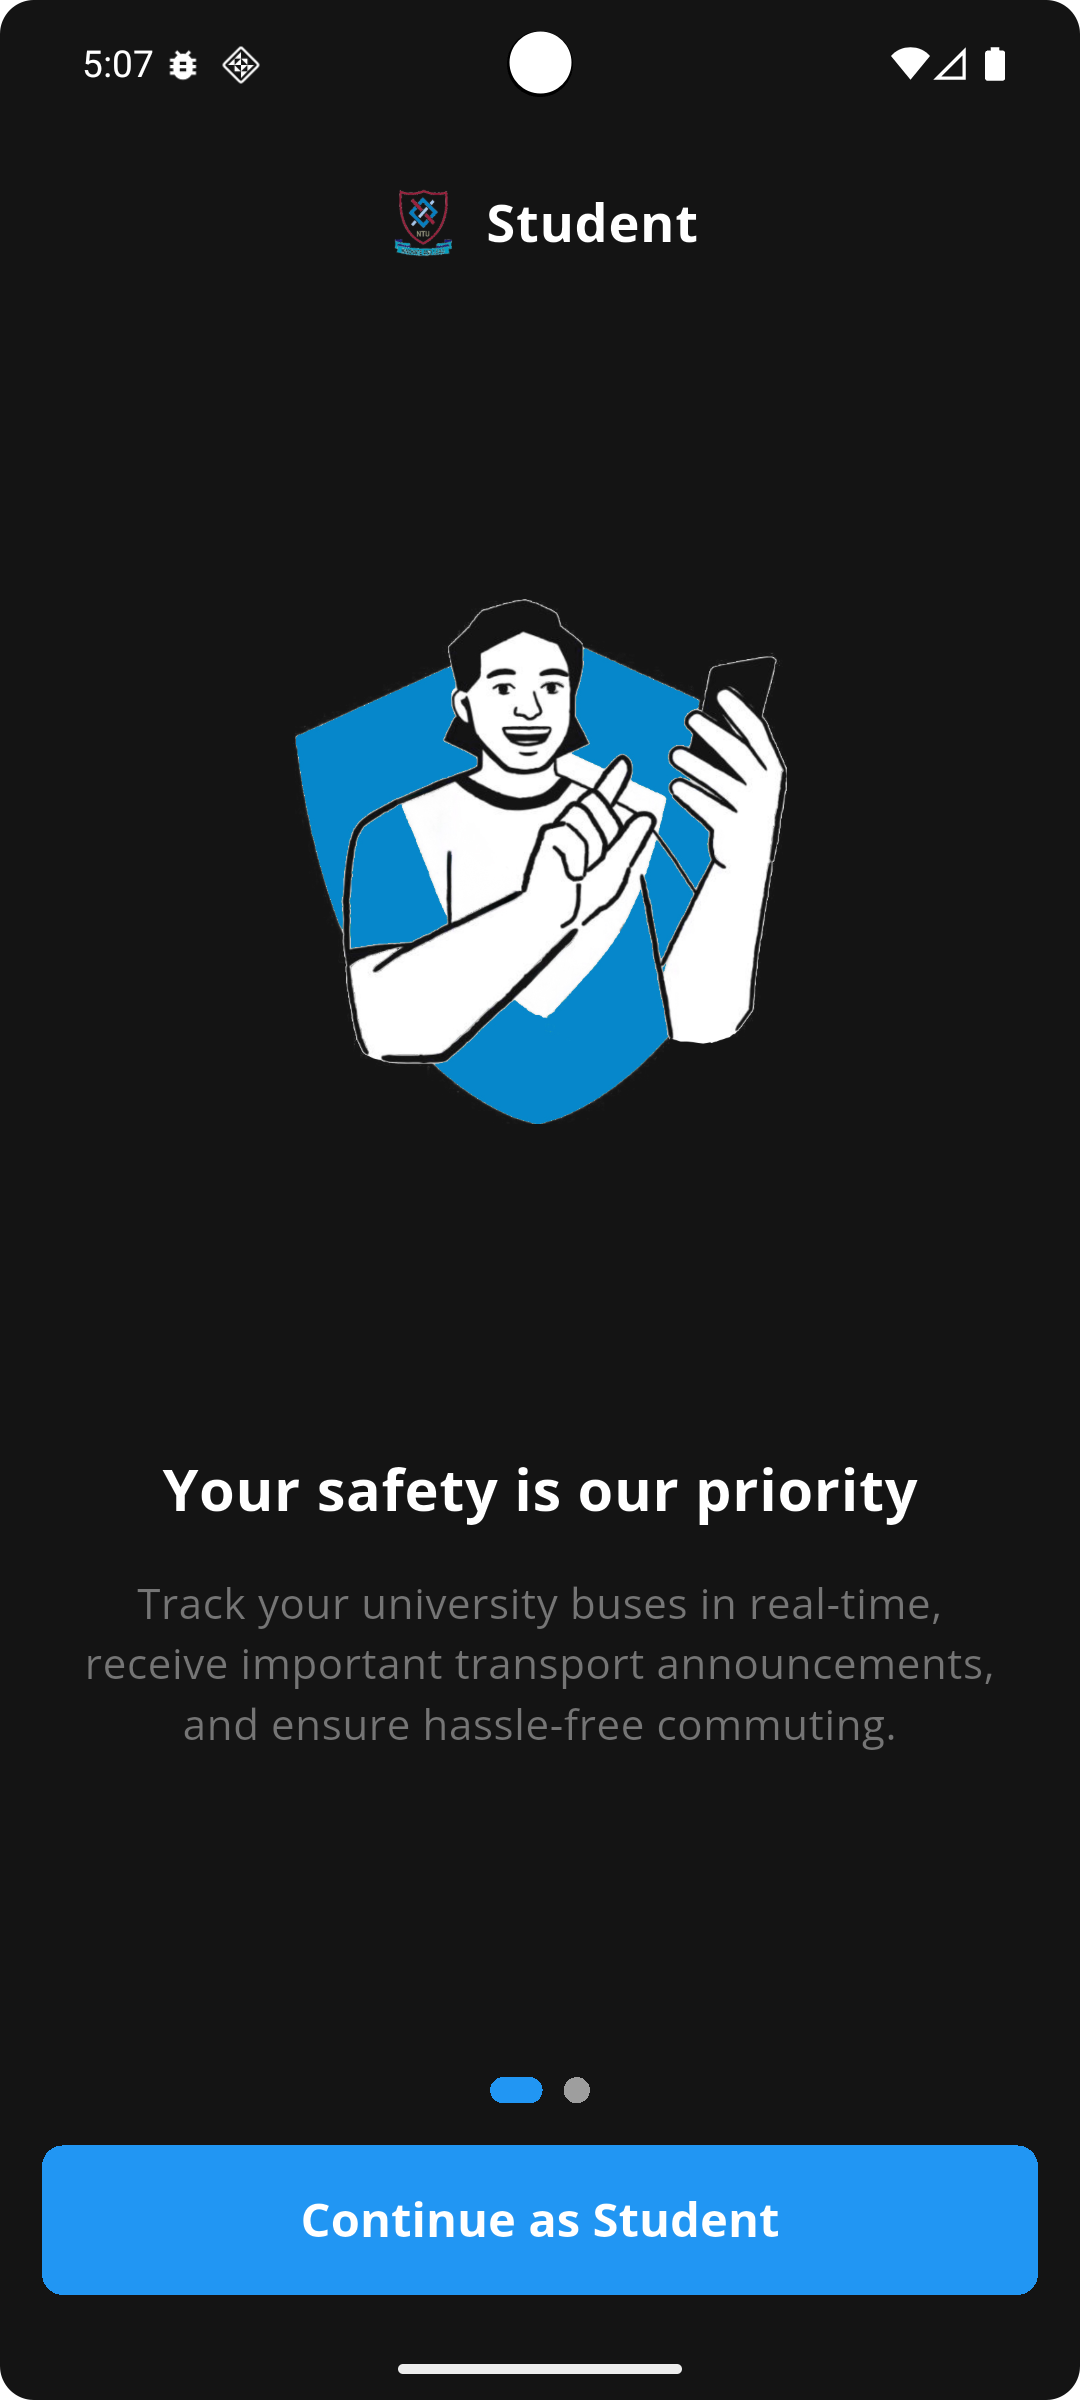 5:07
NTU
Student
Your safety is our priority
Track your university buses in real-time,
receive important transport announcements,
and ensure hassle-free commuting.
Continue as Student